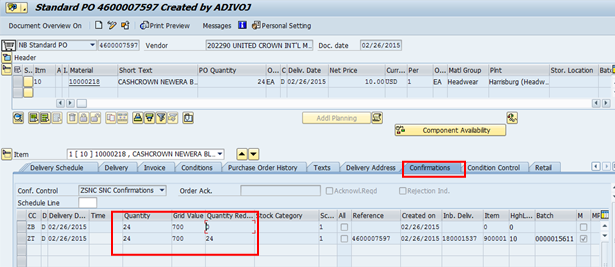 Standard PO 4600007597 Created by ADIVOJ
Document Overview On Print Preview Messages Personal Setting
NB Standard PO 4600007597 Vendor 202290 UNITED CROWN INT'L M... Doc. date 02/26/2015
Header
S... Itm A I. Material Short Text PO Quantity O... C Deliv. Date Net Price Curr... Per O... Matl Group Plnt Stor. Location Bat
10 10000218 CASHCROWN NEWERA B... 24 EA D 02/26/2015 10.00 USD 1 EA Headwear Harrisburg (Headw...
Addl Planning
Component Availability
Item 1 [ 10 ] 10000218 , CASHCROWN NEWERA BL...
Delivery Schedule Delivery Invoice Conditions Purchase Order History Texts Delivery Address Confirmations Condition Control Retail
Conf. Control ZSNC SNC Confirmations Order Ack. Acknowl.Reqd Rejection Ind.
Schedule Line
CC D Delivery D... Time Quantity Grid Value Quantity Red... Stock Category Sc... All Reference Created on Inb. Deliv. Item HghL... Batch M MP
ZB D 02/26/2015 24 700 0 1 02/26/2015 0 0
ZT D 02/26/2015 24 700 24 1 4600007597 02/26/2015 180001537 900001 10 0000015611